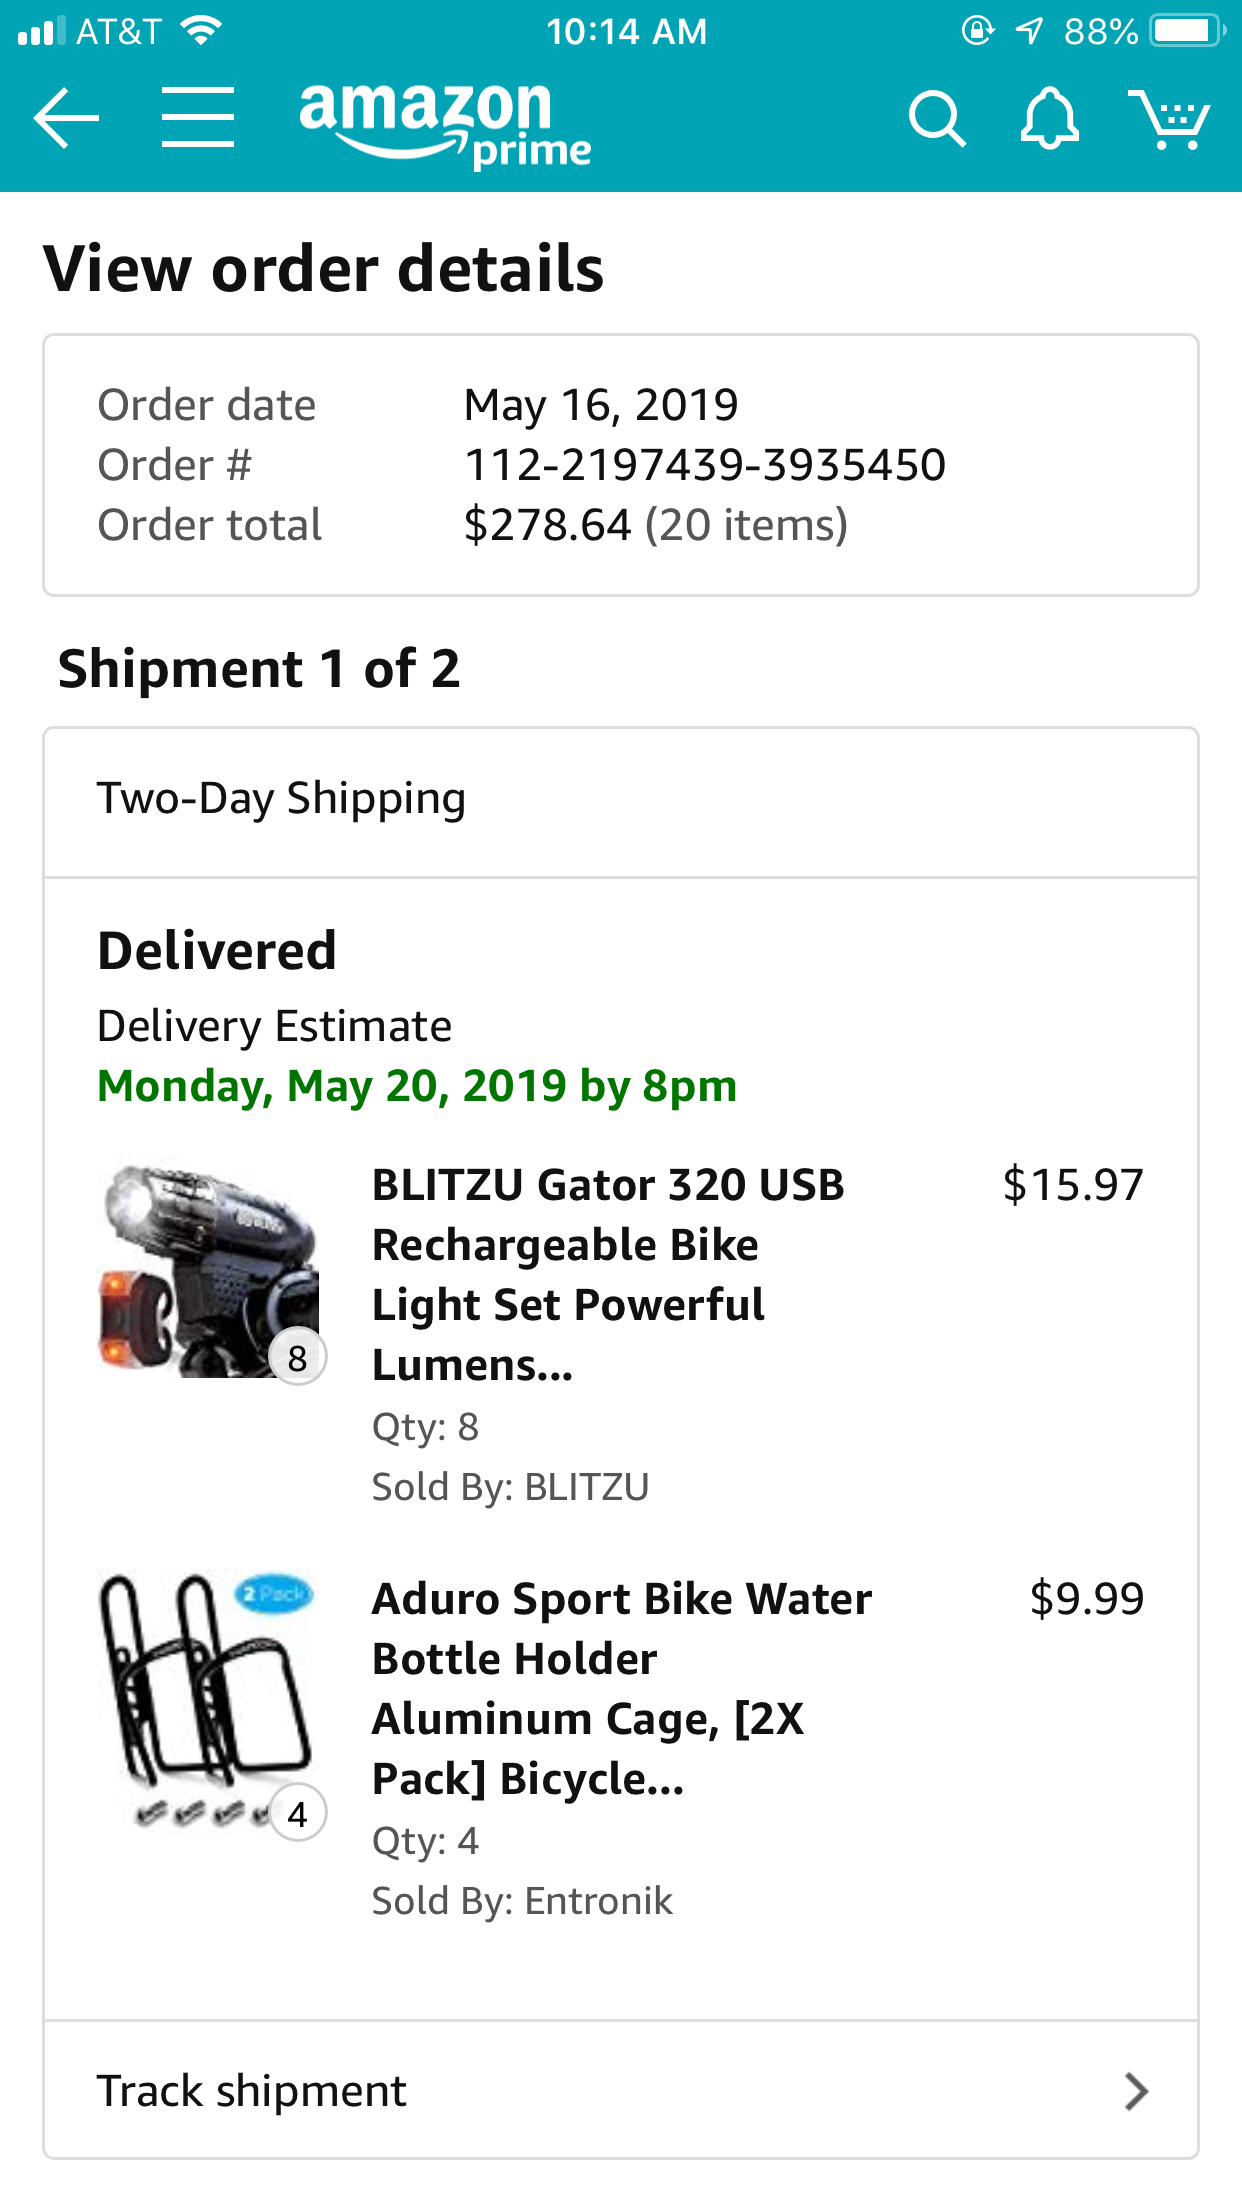 AT&T 10:14 AM 88%
amazon
prime
View order details
Order date May 16, 2019
Order # 112-2197439-3935450
Order total $278.64 (20 items)
Shipment 1 of 2
Two-Day Shipping
Delivered
Delivery Estimate
Monday, May 20, 2019 by 8pm
8
BLITZU Gator 320 USB $15.97
Rechargeable Bike
Light Set Powerful
Lumens...
Qty: 8
Sold By: BLITZU
2 Pack
4
Aduro Sport Bike Water $9.99
Bottle Holder
Aluminum Cage, [2X
Pack] Bicycle...
Qty: 4
Sold By: Entronik
Track shipment